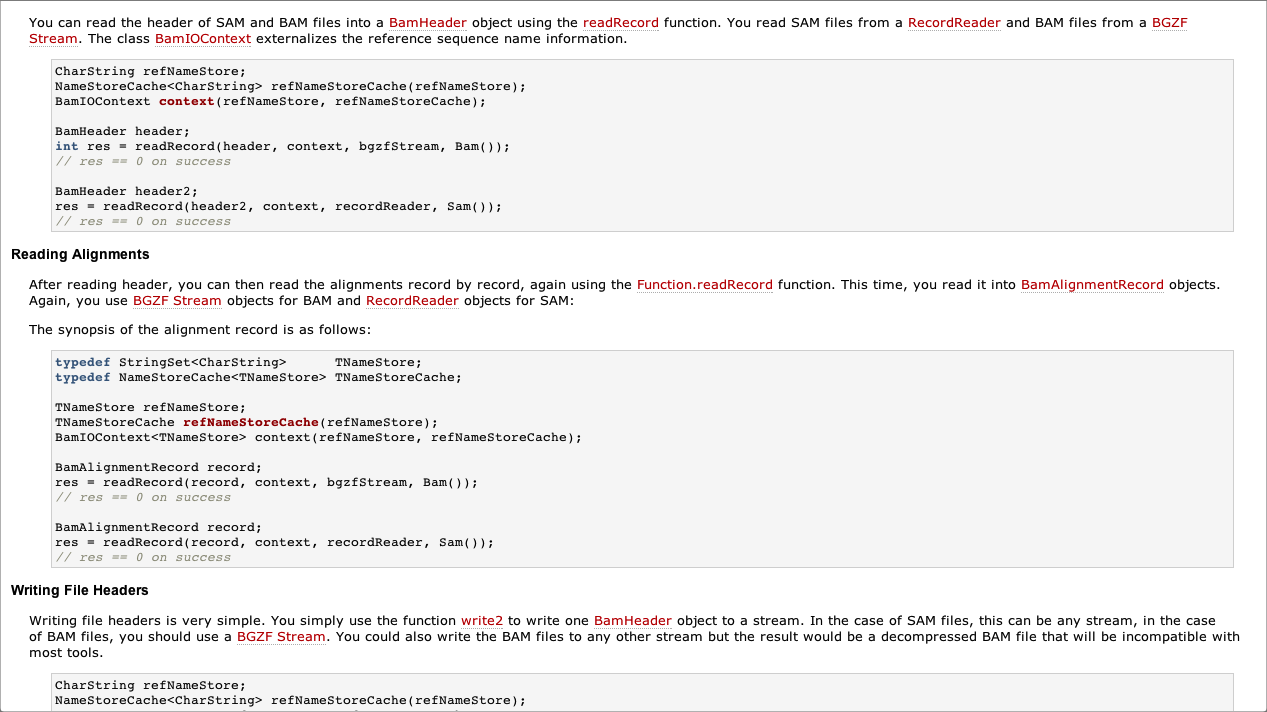 You can read the header of SAM and BAM files into a BamHeader object using the readRecord function. You read SAM files from a RecordReader and BAM files from a BGZF
Stream. The class BamIOContext externalizes the reference sequence name information.
CharString refNameStore;
NameStoreCache<CharString> refNameStoreCache(refNameStore);
BamIOContext context(refNameStore, refNameStoreCache);
BamHeader header;
int res = readRecord(header, context, bgzfStream, Bam());
// res == 0 on success
BamHeader header2;
res = readRecord(header2, context, recordReader, Sam());
// res == 0 on success
Reading Alignments
After reading header, you can then read the alignments record by record, again using the Function.readRecord function. This time, you read it into BamAlignmentRecord objects.
Again, you use BGZF Stream objects for BAM and RecordReader objects for SAM:
The synopsis of the alignment record is as follows:
typedef StringSet<CharString>      TNameStore;
typedef NameStoreCache<TNameStore> TNameStoreCache;
TNameStore refNameStore;
TNameStoreCache refNameStoreCache(refNameStore);
BamIOContext<TNameStore> context(refNameStore, refNameStoreCache);
BamAlignmentRecord record;
res = readRecord(record, context, bgzfStream, Bam());
// res == 0 on success
BamAlignmentRecord record;
res = readRecord(record, context, recordReader, Sam());
// res == 0 on success
Writing File Headers
Writing file headers is very simple. You simply use the function write2 to write one BamHeader object to a stream. In the case of SAM files, this can be any stream, in the case
of BAM files, you should use a BGZF Stream. You could also write the BAM files to any other stream but the result would be a decompressed BAM file that will be incompatible with
most tools.
CharString refNameStore;
NameStoreCache<CharString> refNameStoreCache(refNameStore);